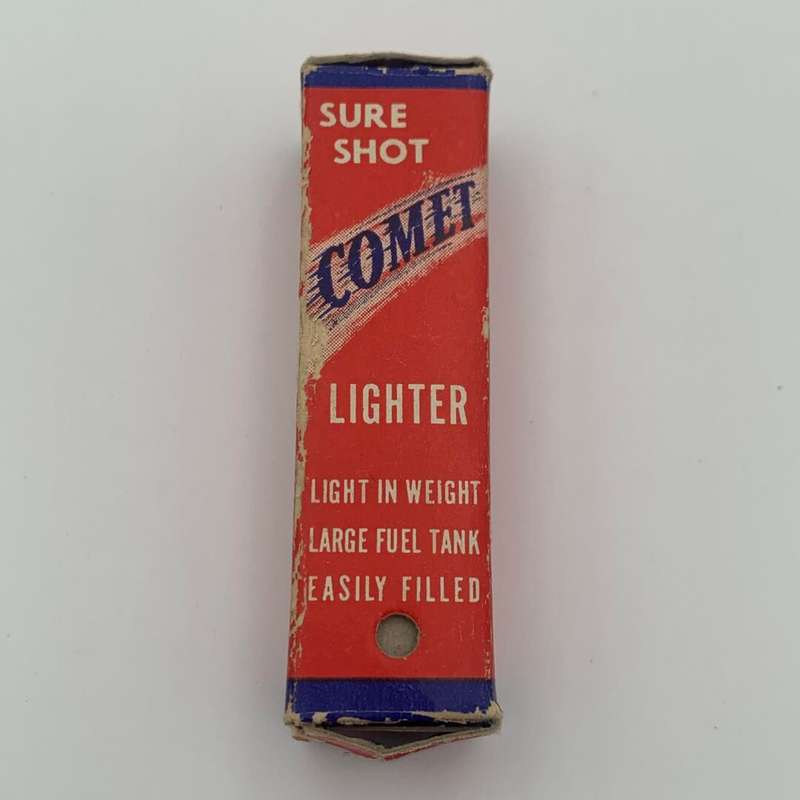 SURE
SHOT
COMET
LIGHTER
LIGHT IN WEIGHT
LARGE FUEL TANK
EASILY FILLED